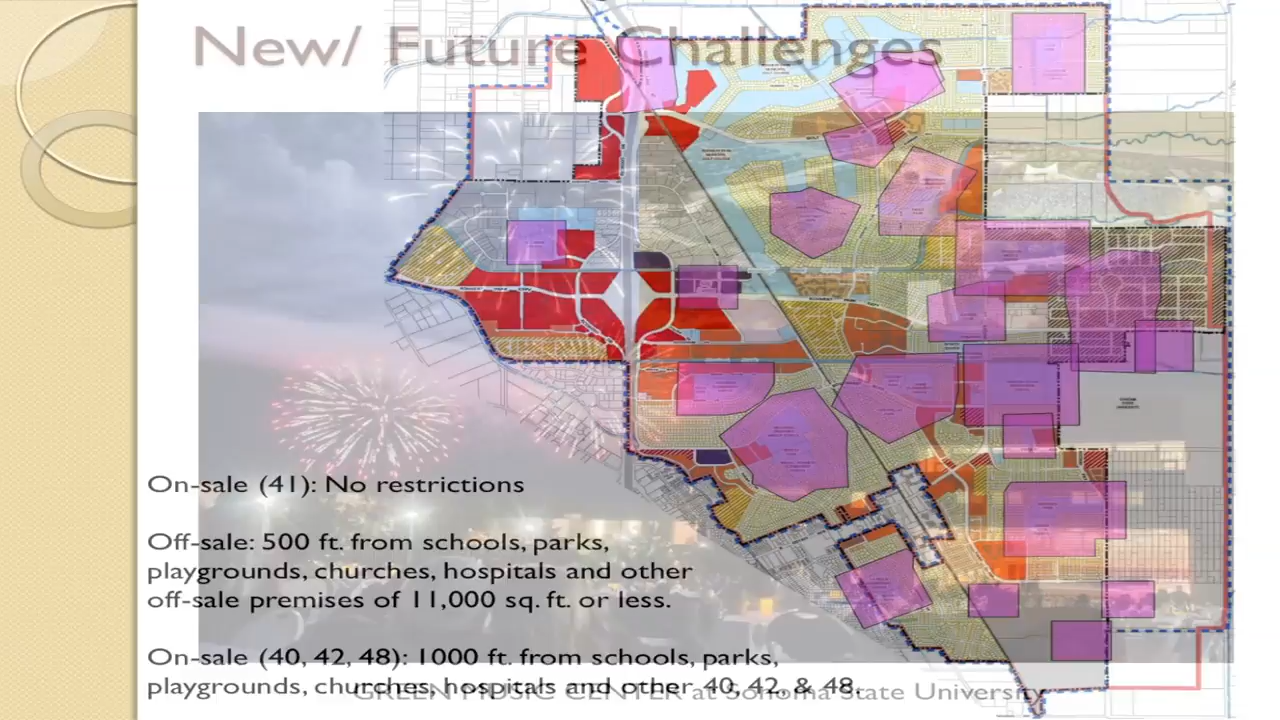 New/ Future Challenges
On-sale (41): No restrictions
Off-sale: 500 ft. from schools, parks,
playgrounds, churches, hospitals and other
off-sale premises of 11,000 sq. ft. or less.
On-sale (40, 42, 48): 1000 ft. from schools, parks,
playgrounds, churches, hospitals and other 40, 42, & 48.
GREEN MUSIC CENTER at Sonoma State University